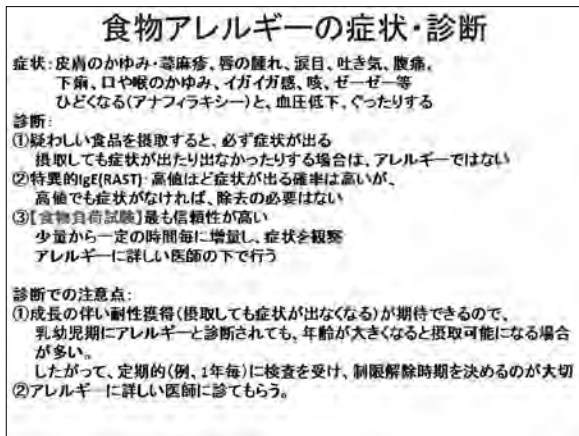 食物アレルギーの症状・診断
症状:皮膚のかゆみ・蕁麻疹、唇の腫れ、涙目、吐き気、腹痛、
下痢、口や喉のかゆみ、イガイガ感、咳、ゼーゼー等
ひどくなる(アナフィラキシー)と、血圧低下、ぐったりする
診断:
①疑わしい食品を摂取すると、必ず症状が出る
摂取しても症状が出たり出なかったりする場合は、アレルギーではない
②特異的IgE(RAST):高値ほど症状が出る確率は高いが、
高値でも症状がなければ、除去の必要はない
③【食物負荷試験】最も信頼性が高い
少量から一定の時間毎に増量し、症状を観察
アレルギーに詳しい医師の下で行う
診断での注意点:
①成長の伴い耐性獲得(摂取しても症状が出なくなる)が期待できるので、
乳幼児期にアレルギーと診断されても、年齢が大きくなると摂取可能になる場合
が多い。
したがって、定期的(例、1年毎)に検査を受け、制限解除時期を決めるのが大切
②アレルギーに詳しい医師に診てもらう。